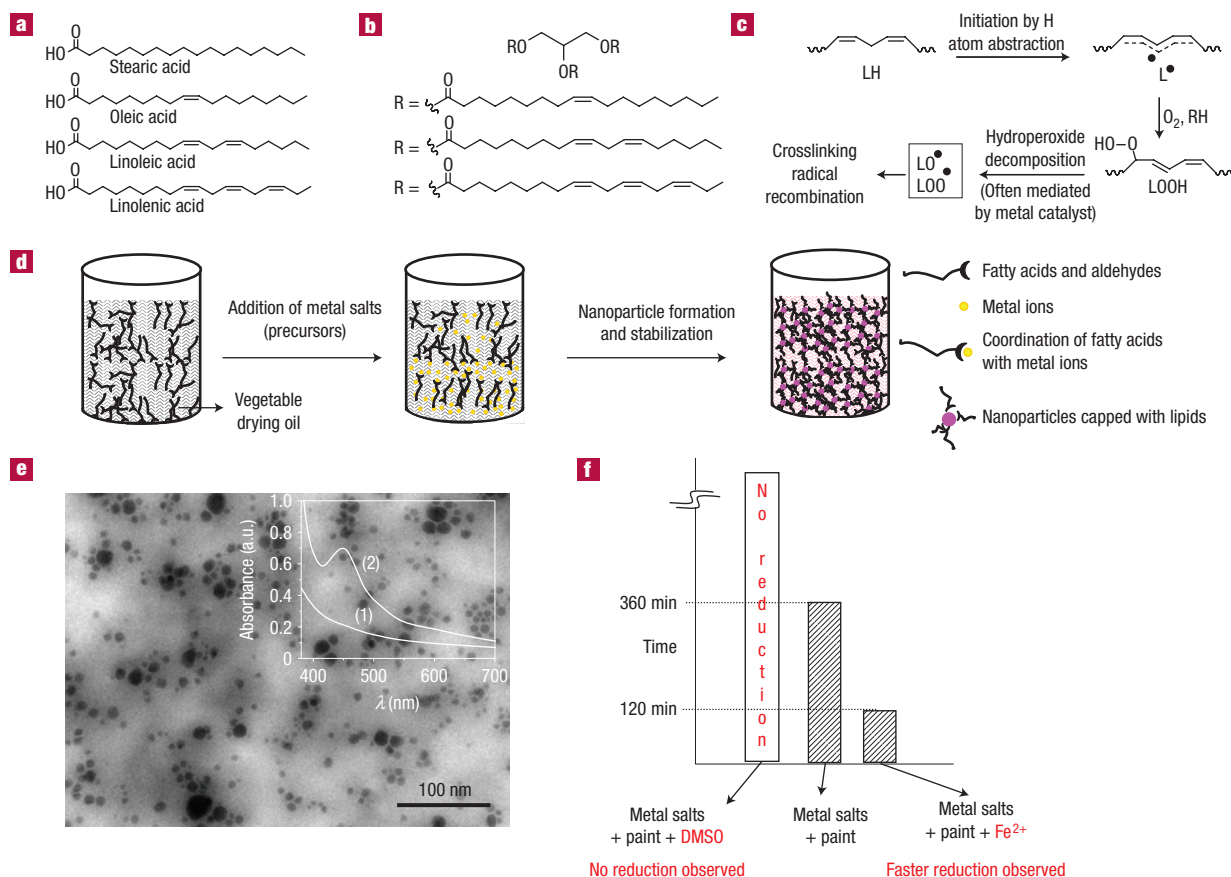 a
O
HO
Stearic acid
O
HO
Oleic acid
O
HO
Linoleic acid
O
HO
Linolenic acid
b
RO
OR
OR
R =
O
R =
O
R =
O
c
LH
Initiation by H
atom abstraction
L•
O₂, RH
HO–O
LOOH
Hydroperoxide
decomposition
(Often mediated
by metal catalyst)
LO•
LOO•
Crosslinking
radical
recombination
d
Addition of metal salts
(precursors)
Vegetable
drying oil
Nanoparticle formation
and stabilization
Fatty acids and aldehydes
Metal ions
Coordination of fatty acids
with metal ions
Nanoparticles capped with lipids
e
Absorbance (a.u.)
1.0
0.8
0.6
0.4
0.2
0
(2)
(1)
400 500 600 700
λ (nm)
100 nm
f
360 min
Time
120 min
No reduction
Metal salts
+ paint + DMSO
No reduction observed
Metal salts
+ paint
Metal salts
+ paint + Fe²⁺
Faster reduction observed